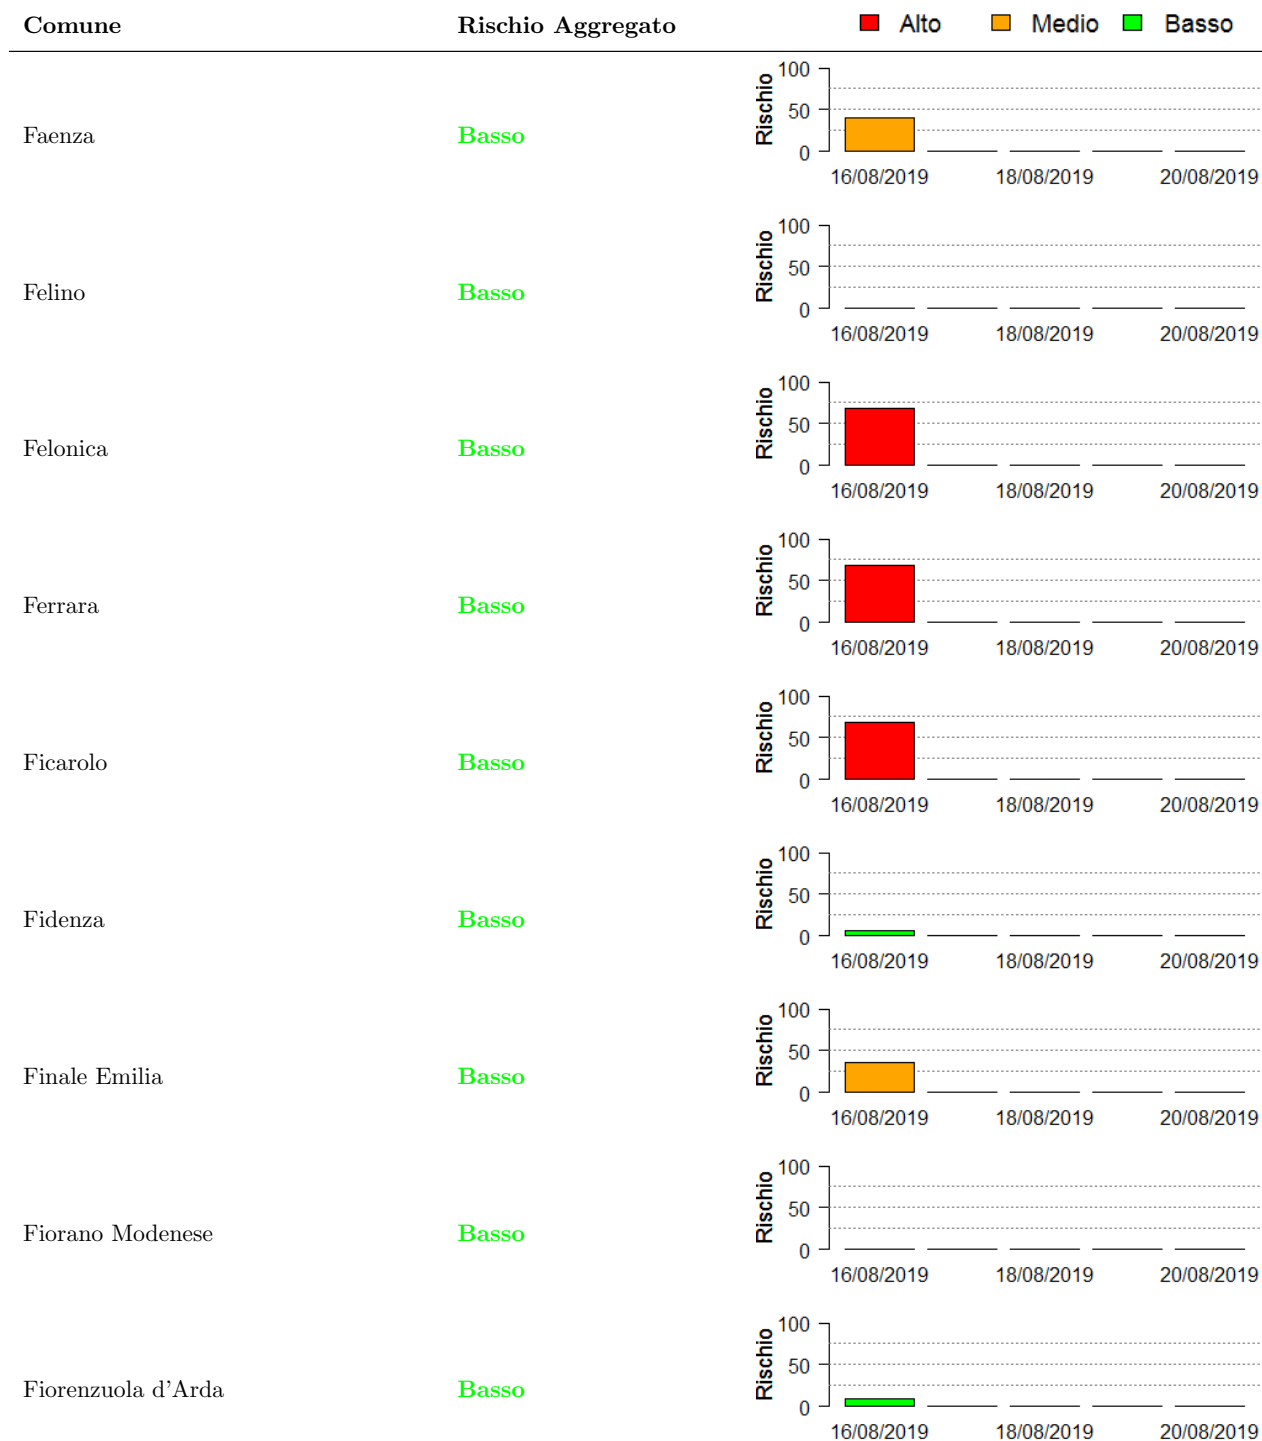 Comune Rischio Aggregato Alto Medio Basso
100
50
0
Rischio
Faenza Basso
16/08/2019 18/08/2019 20/08/2019
100
50
0
Rischio
Felino Basso
16/08/2019 18/08/2019 20/08/2019
100
50
0
Rischio
Felonica Basso
16/08/2019 18/08/2019 20/08/2019
100
50
0
Rischio
Ferrara Basso
16/08/2019 18/08/2019 20/08/2019
100
50
0
Rischio
Ficarolo Basso
16/08/2019 18/08/2019 20/08/2019
100
50
0
Rischio
Fidenza Basso
16/08/2019 18/08/2019 20/08/2019
100
50
0
Rischio
Finale Emilia Basso
16/08/2019 18/08/2019 20/08/2019
100
50
0
Rischio
Fiorano Modenese Basso
16/08/2019 18/08/2019 20/08/2019
100
50
0
Rischio
Fiorenzuola d'Arda Basso
16/08/2019 18/08/2019 20/08/2019